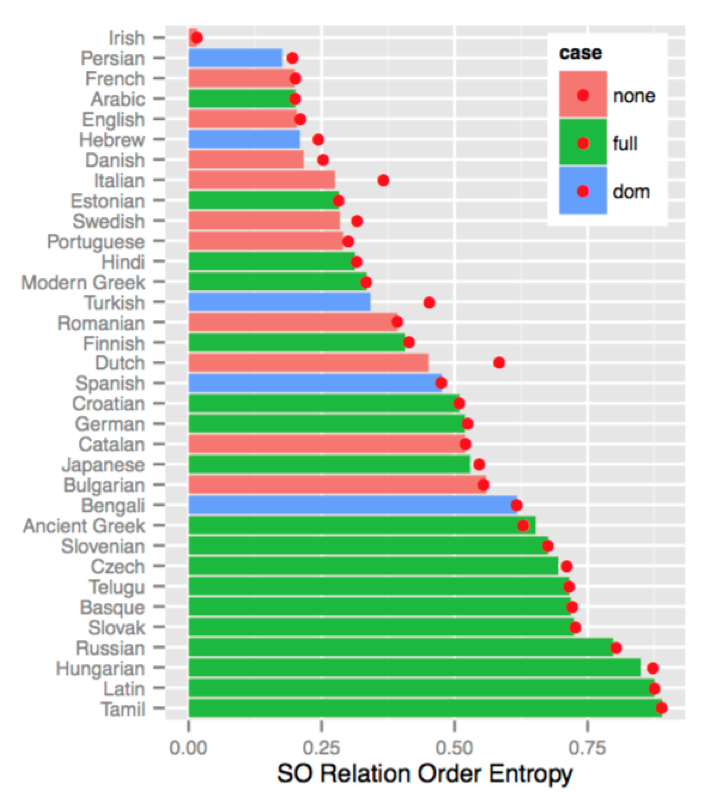 Irish
Persian
French
Arabic
English
Hebrew
Danish
Italian
Estonian
Swedish
Portuguese
Hindi
Modern Greek
Turkish
Romanian
Finnish
Dutch
Spanish
Croatian
German
Catalan
Japanese
Bulgarian
Bengali
Ancient Greek
Slovenian
Czech
Telugu
Basque
Slovak
Russian
Hungarian
Latin
Tamil
case
none
full
dom
0.00 0.25 0.50 0.75
SO Relation Order Entropy